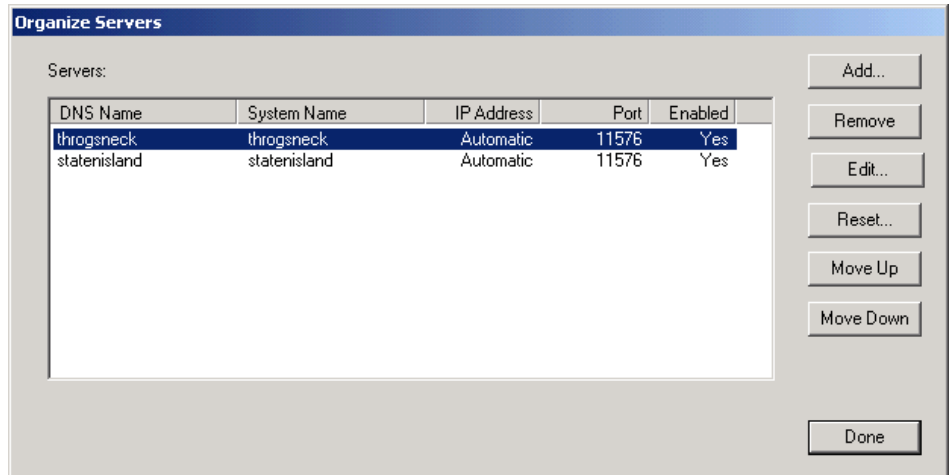 Organize Servers
Servers:
Add...
DNS Name System Name IP Address Port Enabled
Remove
throgsneck throgsneck Automatic 11576 Yes
statenisland statenisland Automatic 11576 Yes
Edit...
Reset...
Move Up
Move Down
Done